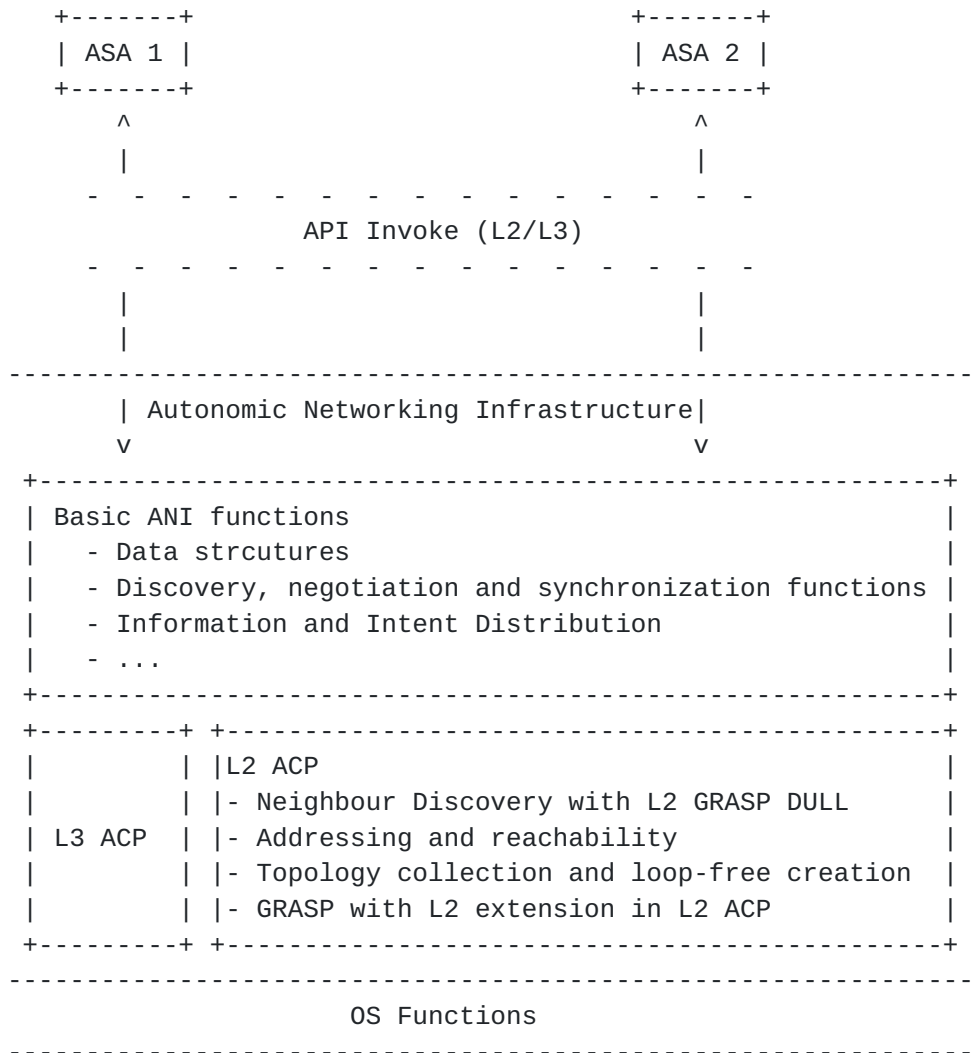 ASA 1 ASA 2
API Invoke (L2/L3)
Autonomic Networking Infrastructure
Basic ANI functions
- Data strcutures
- Discovery, negotiation and synchronization functions
- Information and Intent Distribution
- ...
L2 ACP
- Neighbour Discovery with L2 GRASP DULL
L3 ACP - Addressing and reachability
- Topology collection and loop-free creation
- GRASP with L2 extension in L2 ACP
OS Functions